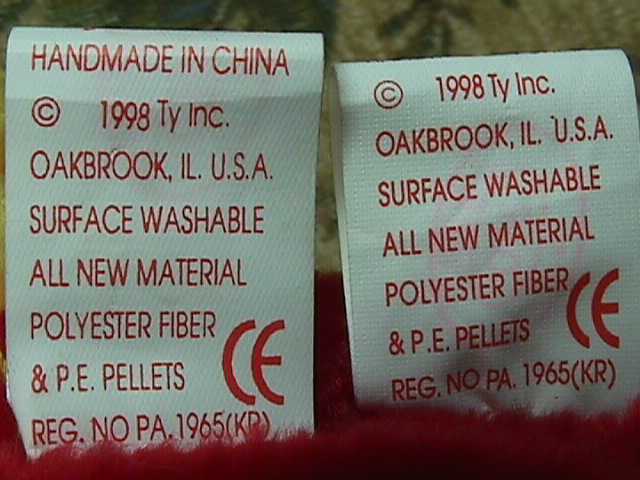 HANDMADE IN CHINA
© 1998 Ty Inc.
OAKBROOK, IL. U.S.A.
SURFACE WASHABLE
ALL NEW MATERIAL
POLYESTER FIBER
& P.E. PELLETS CE
REG. NO PA. 1965(KR)
© 1998 Ty Inc.
OAKBROOK, IL. U.S.A.
SURFACE WASHABLE
ALL NEW MATERIAL
POLYESTER FIBER
& P.E. PELLETS CE
REG. NO PA. 1965(KR)